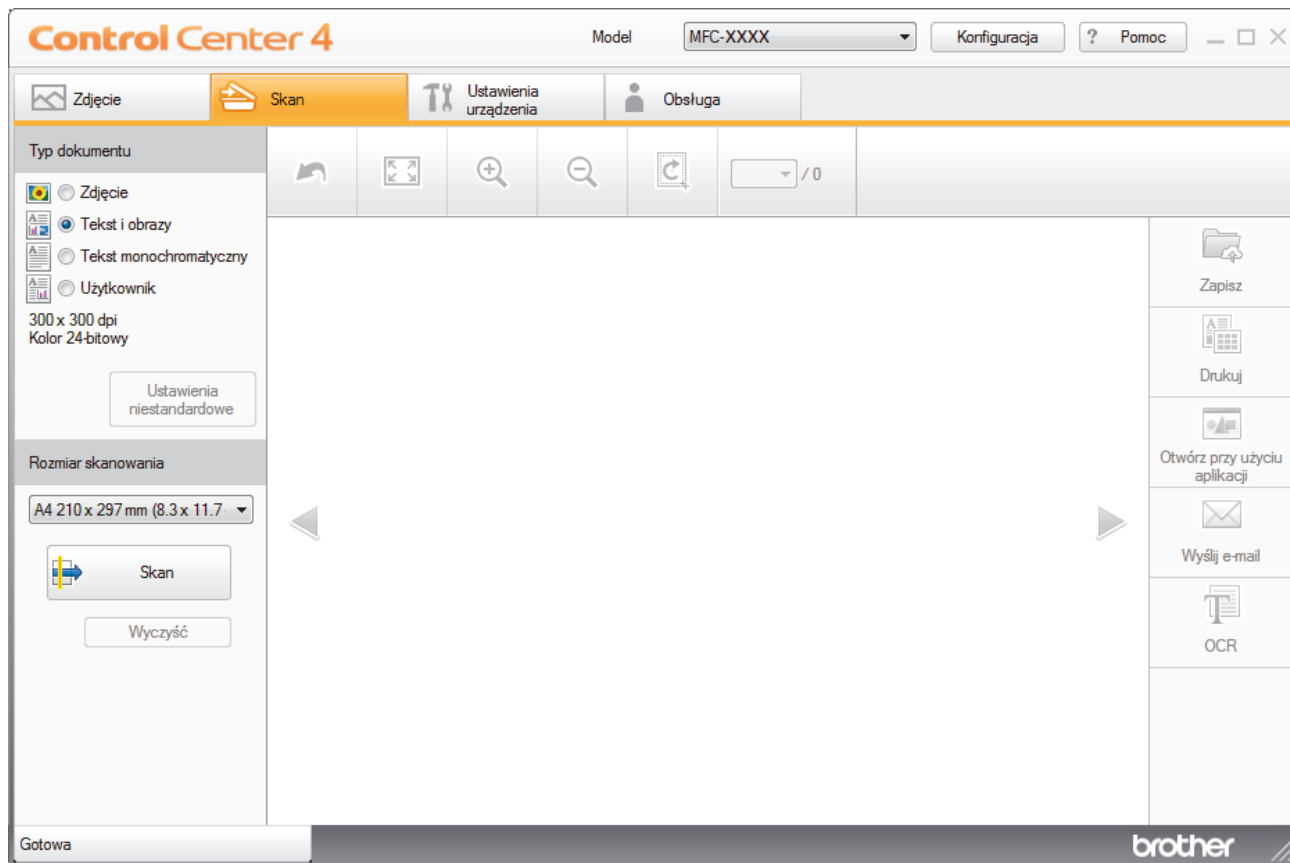 Control Center 4
Model
MFC-XXXX
Konfiguracja
? Pomoc
Zdjęcie
Skan
Ustawienia
urządzenia
Obsługa
Typ dokumentu
Zdjęcie
Tekst i obrazy
Tekst monochromatyczny
Użytkownik
300 x 300 dpi
Kolor 24-bitowy
Ustawienia
niestandardowe
Rozmiar skanowania
A4 210 x 297 mm (8.3 x 11.7
Skan
Wyczyść
/ 0
Zapisz
Drukuj
Otwórz przy użyciu
aplikacji
Wyślij e-mail
OCR
Gotowa
brother